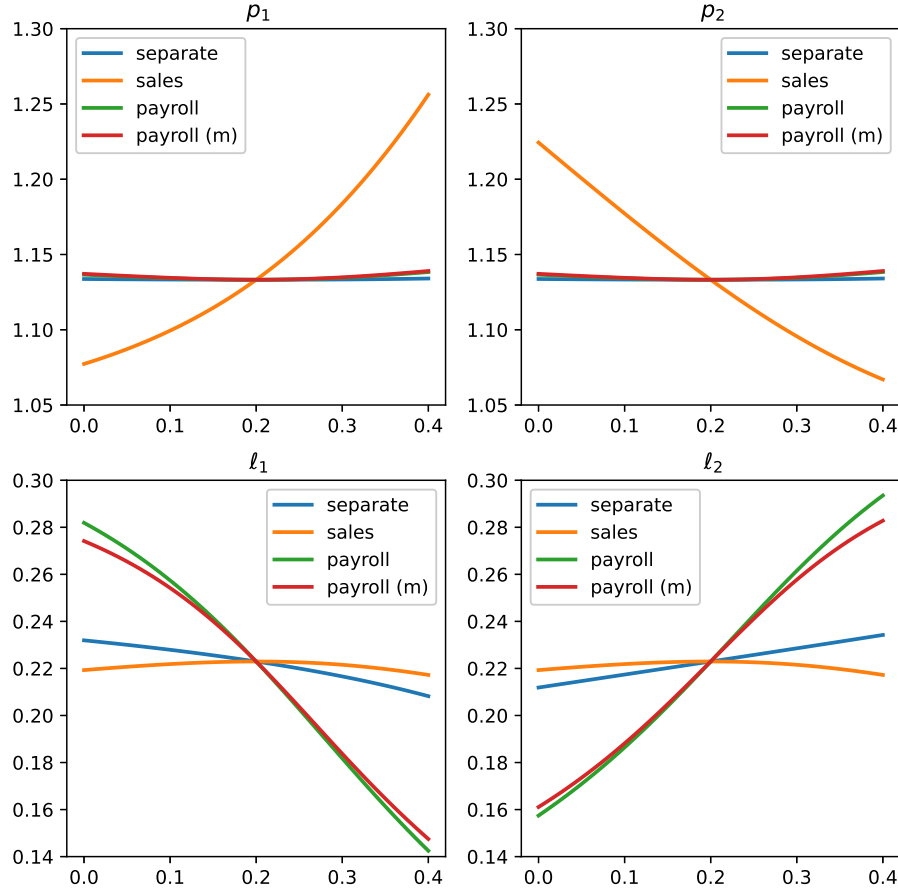 p₁
1.30
1.25
1.20
1.15
1.10
1.05
separate
sales
payroll
payroll (m)
0.0 0.1 0.2 0.3 0.4
p₂
1.30
1.25
1.20
1.15
1.10
1.05
separate
sales
payroll
payroll (m)
0.0 0.1 0.2 0.3 0.4
ℓ₁
0.30
0.28
0.26
0.24
0.22
0.20
0.18
0.16
0.14
separate
sales
payroll
payroll (m)
0.0 0.1 0.2 0.3 0.4
ℓ₂
0.30
0.28
0.26
0.24
0.22
0.20
0.18
0.16
0.14
separate
sales
payroll
payroll (m)
0.0 0.1 0.2 0.3 0.4